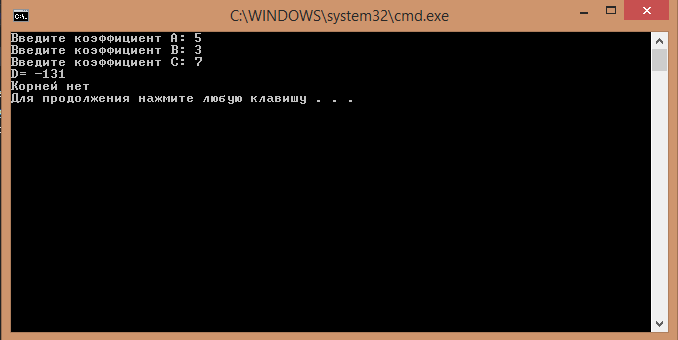 C:\WINDOWS\system32\cmd.exe
Введите коэффициент A: 5
Введите коэффициент B: 3
Введите коэффициент C: 7
D= -131
Корней нет
Для продолжения нажмите любую клавишу . . .